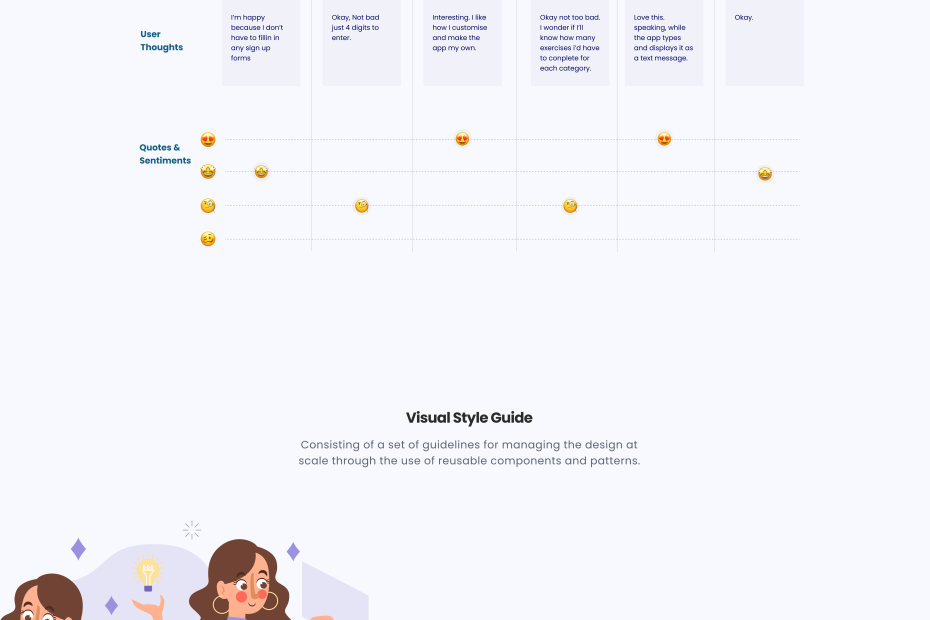 User
Thoughts
I'm happy
because I don't
have to fillin in
any sign up
forms
Okay, Not bad
just 4 digits to
enter.
Interesting. I like
how I customise
and make the
app my own.
Okay not too bad.
I wonder if I'll
know how many
exercises i'd have
to conplete for
each category.
Love this.
speaking, while
the app types
and displays it as
a text message.
Okay.
Quotes &
Sentiments
Visual Style Guide
Consisting of a set of guidelines for managing the design at
scale through the use of reusable components and patterns.